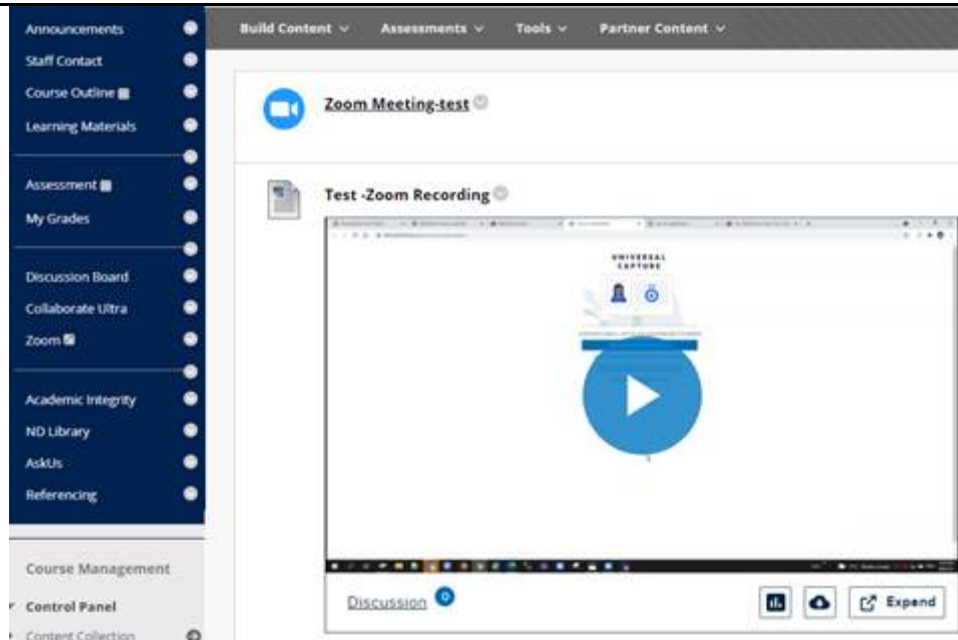 Announcements
Staff Contact
Course Outline
Learning Materials
Assessment
My Grades
Discussion Board
Collaborate Ultra
Zoom
Academic Integrity
ND Library
AskUs
Referencing
Course Management
Control Panel
Content Collection
Build Content Assessments Tools Partner Content
Zoom Meeting-test
Test -Zoom Recording
UNIVERSAL
CAPTURE
Discussion 0
Expand